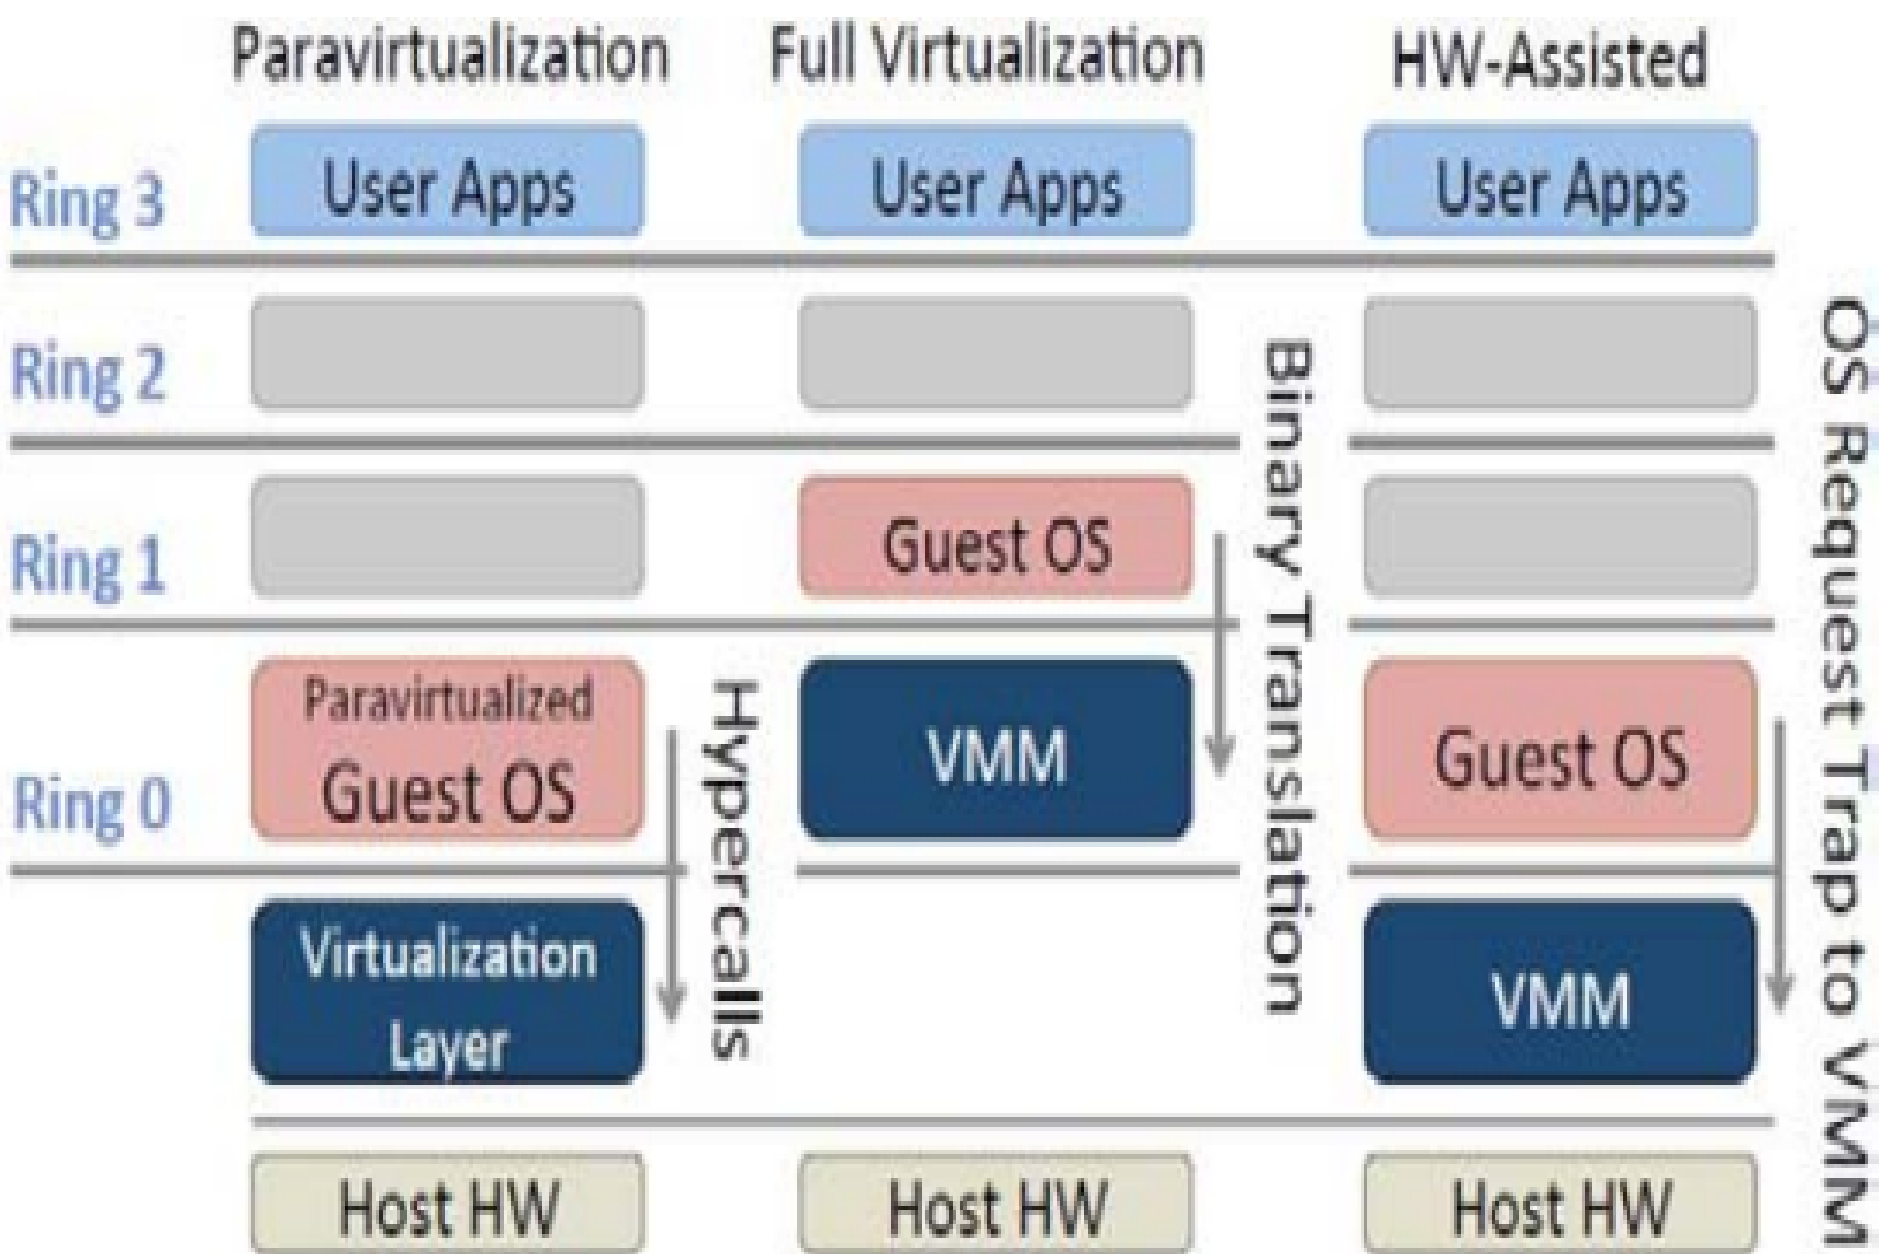 Paravirtualization Full Virtualization HW-Assisted
Ring 3 User Apps User Apps User Apps
Ring 2
Ring 1 Guest OS
Ring 0
Paravirtualized
Guest OS
VMM
Guest OS
Virtualization
Layer
VMM
Host HW Host HW Host HW
Hypercalls
Binary Translation
OS Request Trap to VMM